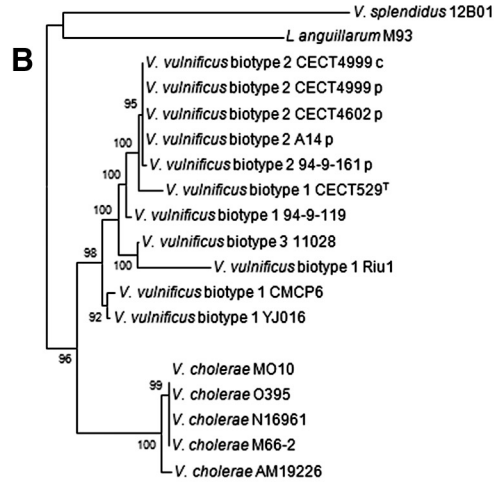 V. splendidus 12B01
L anguillarum M93
B
V. vulnificus biotype 2 CECT4999 c
V. vulnificus biotype 2 CECT4999 p
V. vulnificus biotype 2 CECT4602 p
95
V. vulnificus biotype 2 A14 p
100
V. vulnificus biotype 2 94-9-161 p
100
V. vulnificus biotype 1 CECT529ᵀ
100
V. vulnificus biotype 1 94-9-119
V. vulnificus biotype 3 11028
98
100
V. vulnificus biotype 1 Riu1
V. vulnificus biotype 1 CMCP6
92
V. vulnificus biotype 1 YJ016
96
V. cholerae MO10
99
V. cholerae O395
V. cholerae N16961
100
V. cholerae M66-2
V. cholerae AM19226